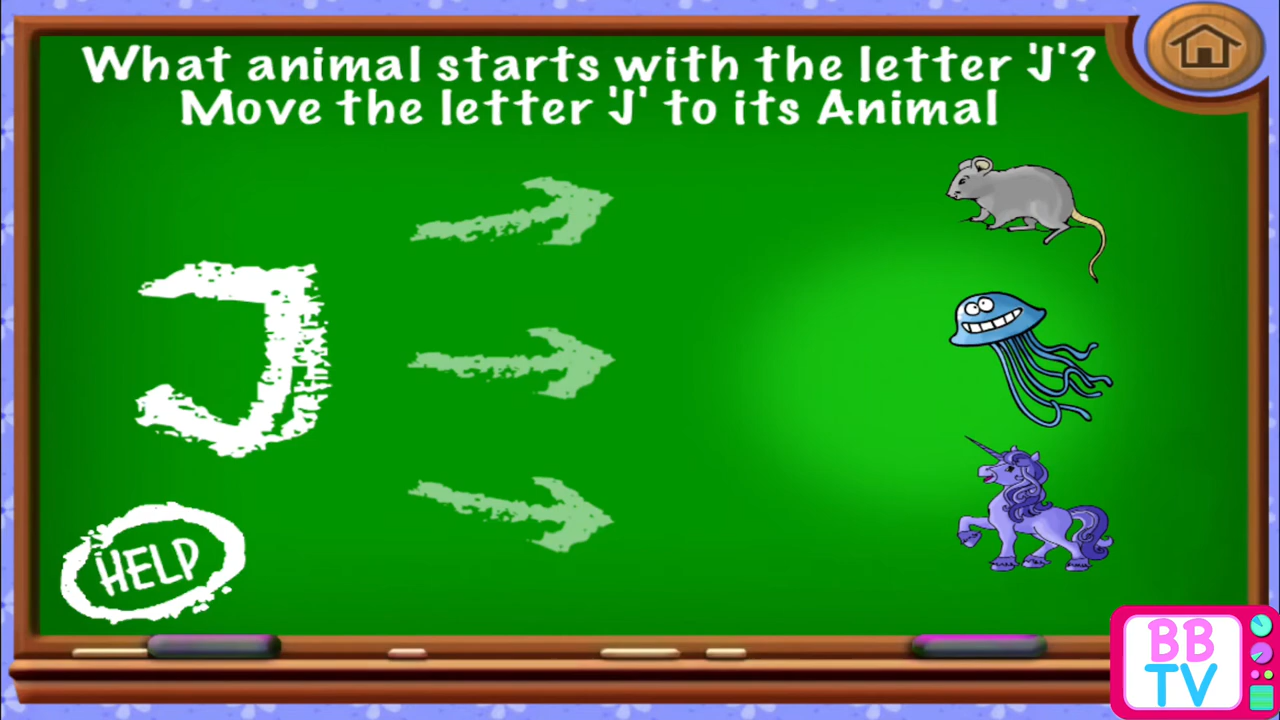 What animal starts with the letter 'J'?
Move the letter 'J' to its Animal
J
HELP
BB
TV